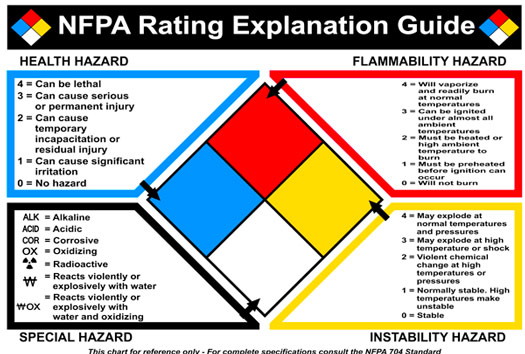 NFPA Rating Explanation Guide
HEALTH HAZARD
4 = Can be lethal
3 = Can cause serious
or permanent injury
2 = Can cause
temporary
incapacitation or
residual injury
1 = Can cause significant
irritation
0 = No hazard
FLAMMABILITY HAZARD
4 = Will vaporize
and readily burn
at normal
temperatures
3 = Can be ignited
under almost all
ambient
temperatures
2 = Must be heated or
high ambient
temperature to
burn
1 = Must be preheated
before ignition can
occur
0 = Will not burn
ALK = Alkaline
ACID = Acidic
COR = Corrosive
OX = Oxidizing
☢ = Radioactive
W = Reacts violently or
explosively with water
WOX = Reacts violently or
explosively with
water and oxidizing
SPECIAL HAZARD
4 = May explode at
normal temperatures
and pressures
3 = May explode at high
temperature or shock
2 = Violent chemical
change at high
temperatures or
pressures
1 = Normally stable. High
temperatures make
unstable
0 = Stable
INSTABILITY HAZARD
This chart for reference only - For complete specifications consult the NFPA 704 Standard